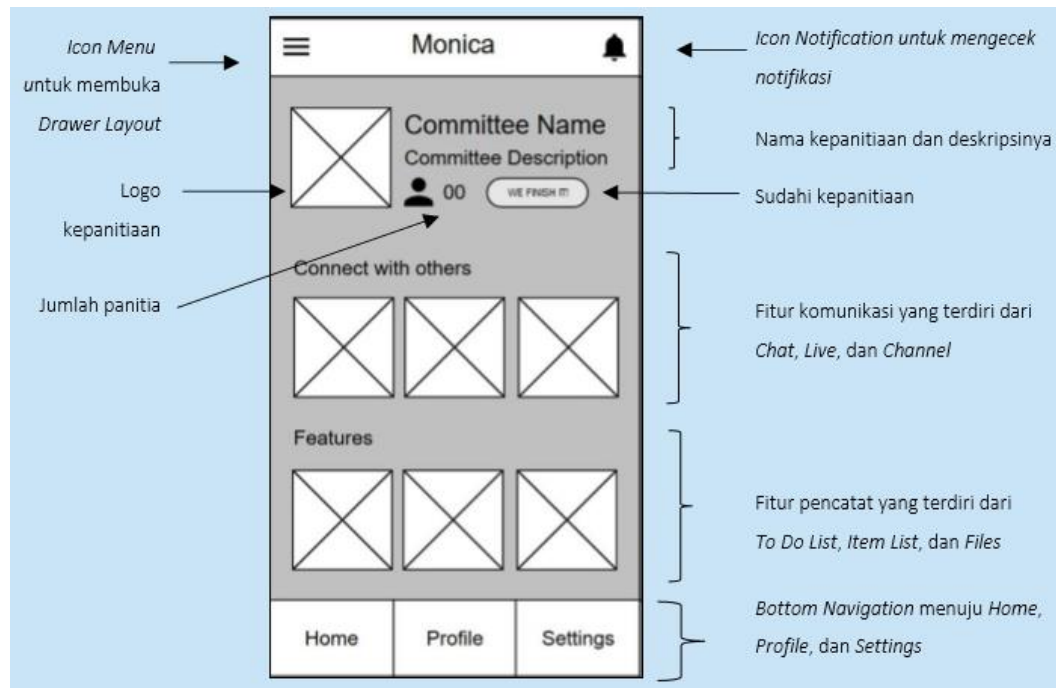 Icon Menu
untuk membuka
Drawer Layout
Logo
kepanitiaan
Jumlah panitia
Monica
Committee Name
Committee Description
00
WE FINISH IT!
Connect with others
Features
Home
Profile
Settings
Icon Notification untuk mengecek
notifikasi
Nama kepanitiaan dan deskripsinya
Sudahi kepanitiaan
Fitur komunikasi yang terdiri dari
Chat, Live, dan Channel
Fitur pencatat yang terdiri dari
To Do List, Item List, dan Files
Bottom Navigation menuju Home,
Profile, dan Settings